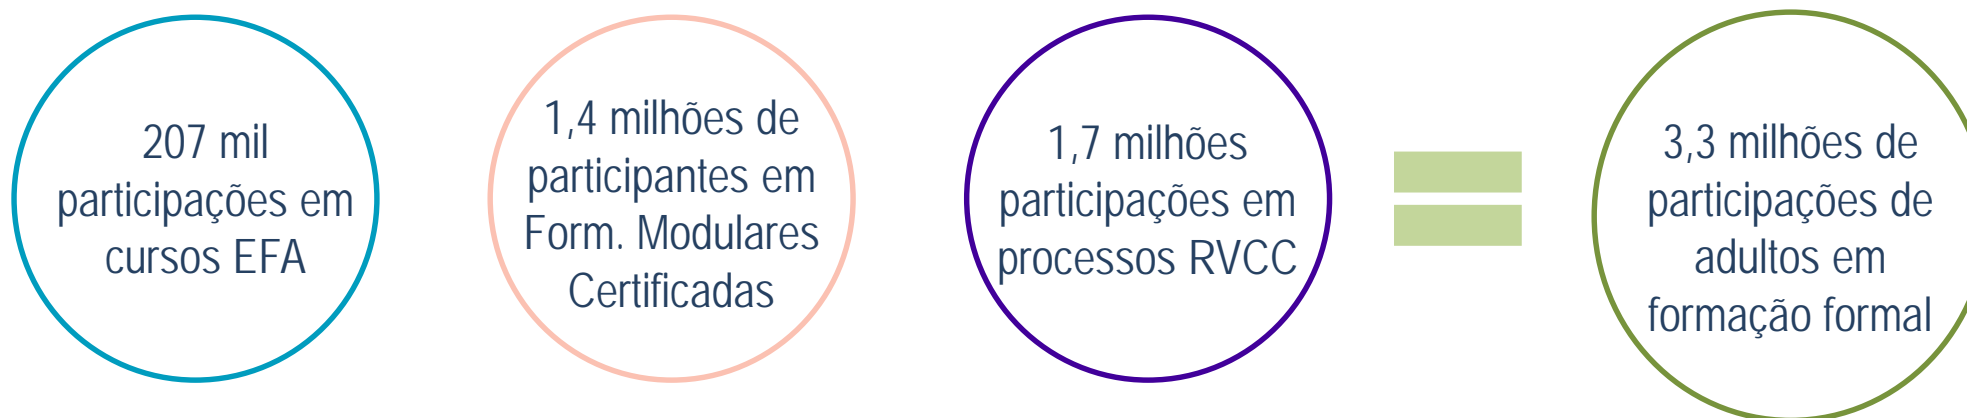 207 mil
participações em
cursos EFA
1,4 milhões de
participantes em
Form. Modulares
Certificadas
1,7 milhões
participações em
processos RVCC
3,3 milhões de
participações de
adultos em
formação formal